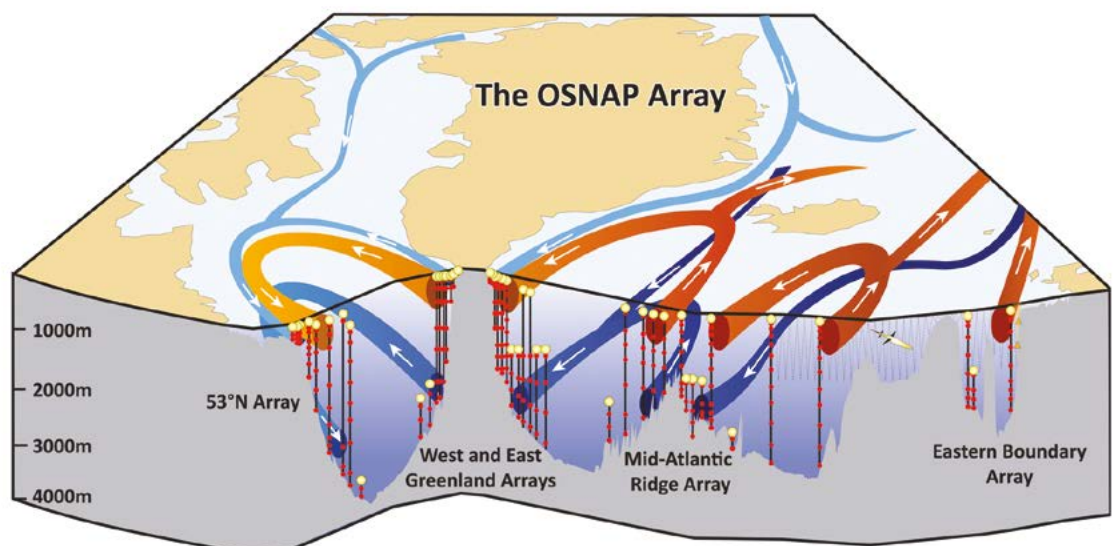 The OSNAP Array
1000m
2000m
3000m
4000m
53°N Array
West and East
Greenland Arrays
Mid-Atlantic
Ridge Array
Eastern Boundary
Array